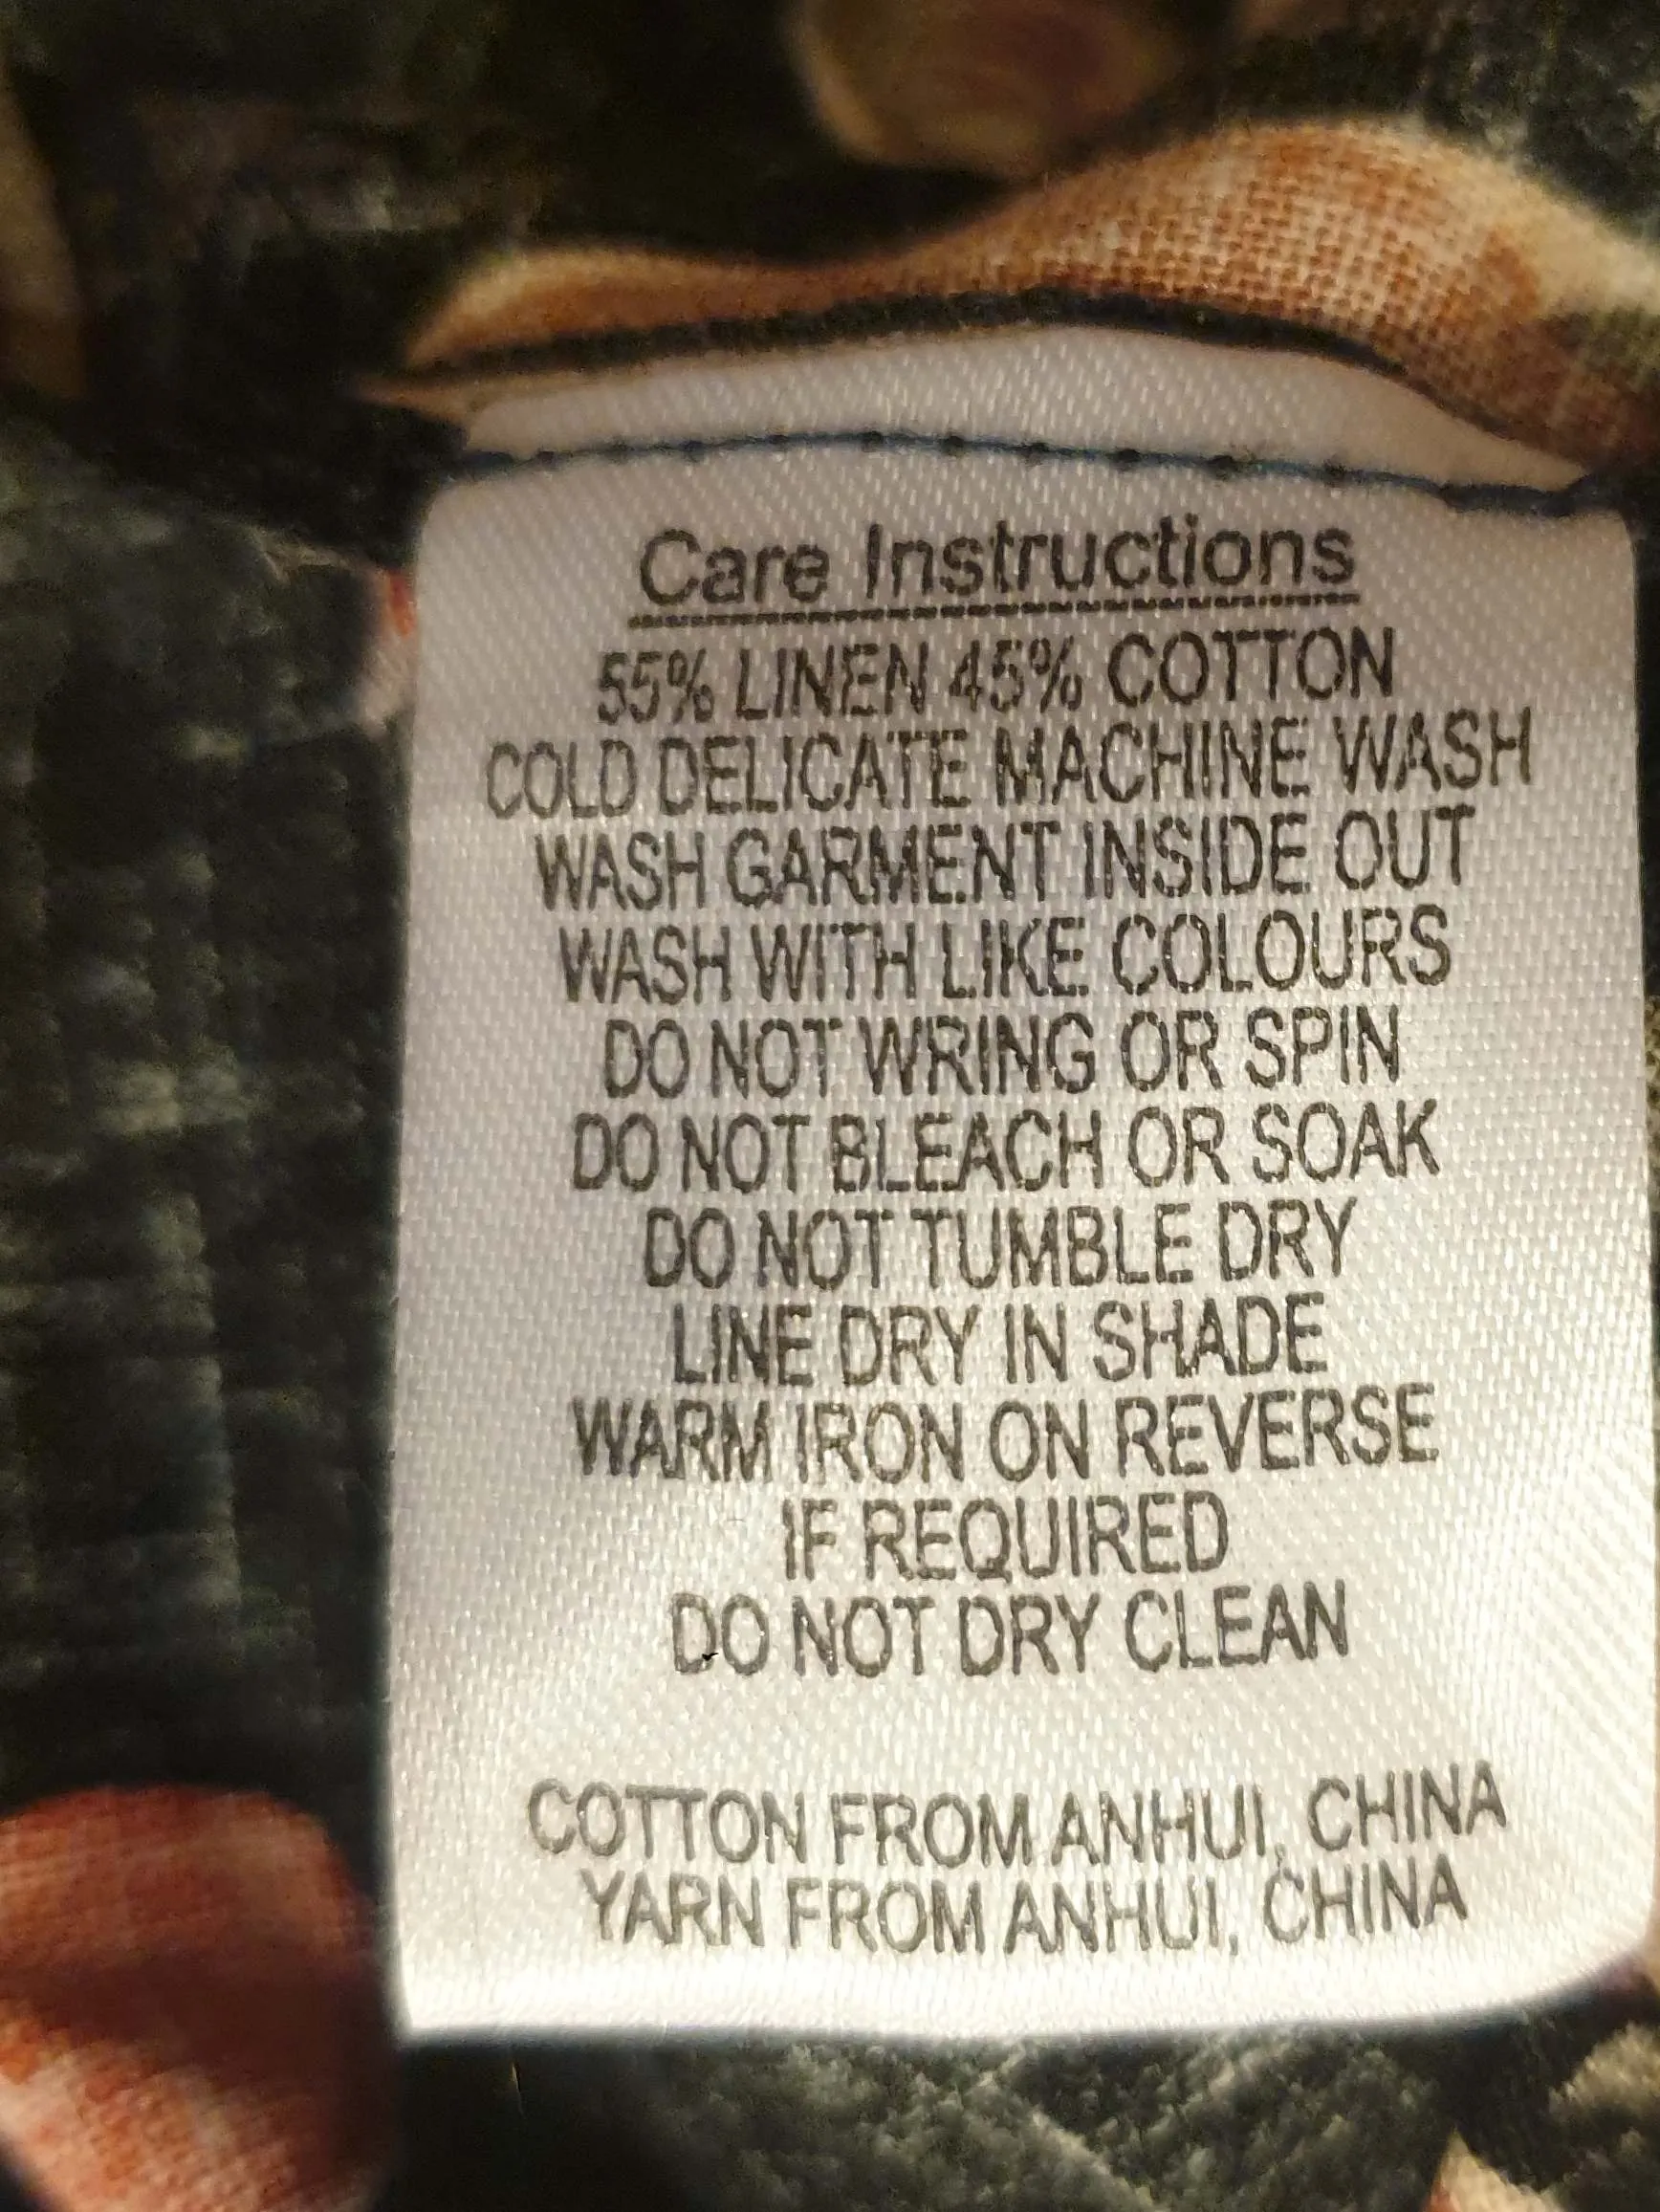 Care Instructions
55% LINEN 45% COTTON
COLD DELICATE MACHINE WASH
WASH GARMENT INSIDE OUT
WASH WITH LIKE COLOURS
DO NOT WRING OR SPIN
DO NOT BLEACH OR SOAK
DO NOT TUMBLE DRY
LINE DRY IN SHADE
WARM IRON ON REVERSE
IF REQUIRED
DO NOT DRY CLEAN
COTTON FROM ANHUI, CHINA
YARN FROM ANHUI, CHINA